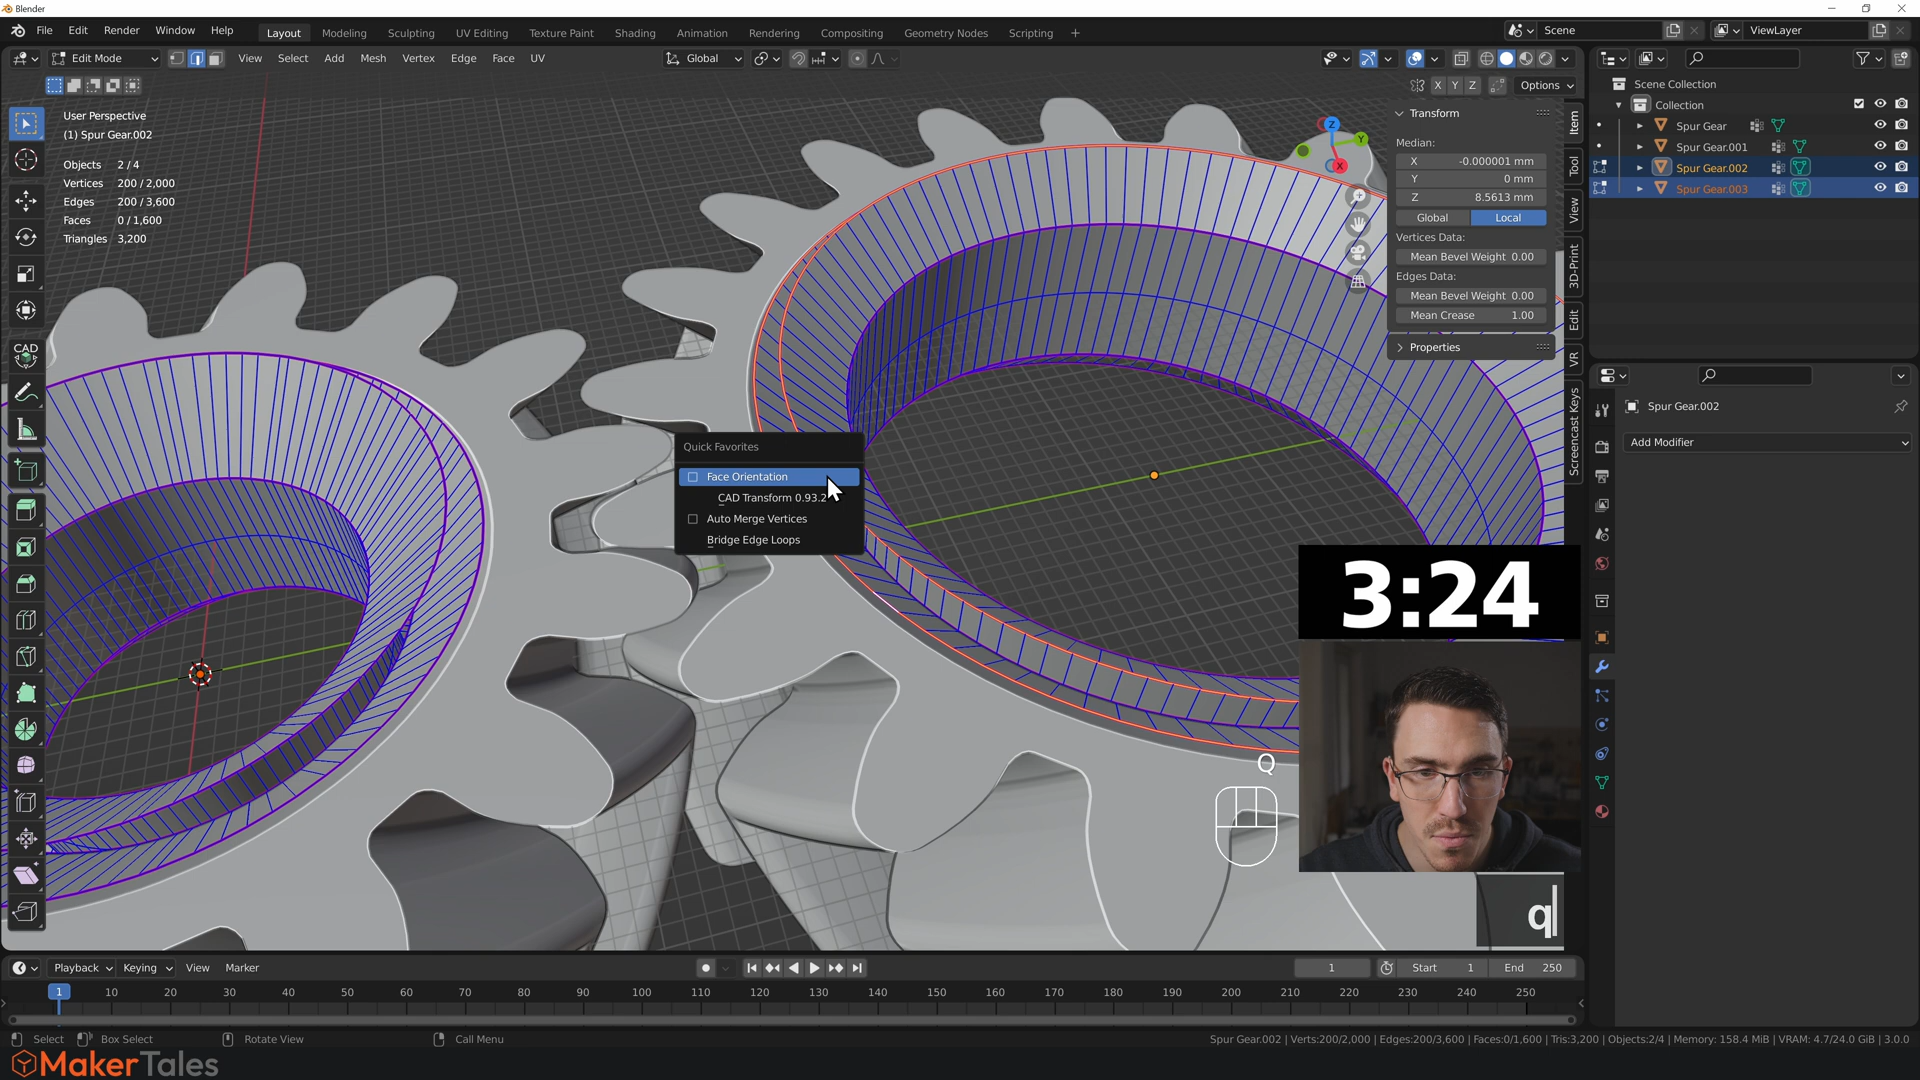 Blender
File Edit Render Window Help
Layout Modeling Sculpting UV Editing Texture Paint Shading Animation Rendering Compositing Geometry Nodes Scripting +
Scene
ViewLayer
Edit Mode
View Select Add Mesh Vertex Edge Face UV
Global
X Y Z
Options
User Perspective
(1) Spur Gear.002
Objects 2 / 4
Vertices 200 / 2,000
Edges 200 / 3,600
Faces 0 / 1,600
Triangles 3,200
CAD
Z
Y
X
Transform
Median:
X -0.000001 mm
Y 0 mm
Z 8.5613 mm
Global Local
Vertices Data:
Mean Bevel Weight 0.00
Edges Data:
Mean Bevel Weight 0.00
Mean Crease 1.00
Properties
Item
Tool
View
3D-Print
Edit
VR
Screencast Keys
Scene Collection
Collection
Spur Gear
Spur Gear.001
Spur Gear.002
Spur Gear.003
Spur Gear.002
Add Modifier
Quick Favorites
Face Orientation
CAD Transform 0.93.2
Auto Merge Vertices
Bridge Edge Loops
3:24
Q
q
Playback Keying View Marker
1
Start 1
End 250
1 10 20 30 40 50 60 70 80 90 100 110 120 130 140 150 160 170 180 190 200 210 220 230 240 250
Select Box Select Rotate View Call Menu
Spur Gear.002 | Verts:200/2,000 | Edges:200/3,600 | Faces:0/1,600 | Tris:3,200 | Objects:2/4 | Memory: 158.4 MiB | VRAM: 4.7/24.0 GiB | 3.0.0
MakerTales